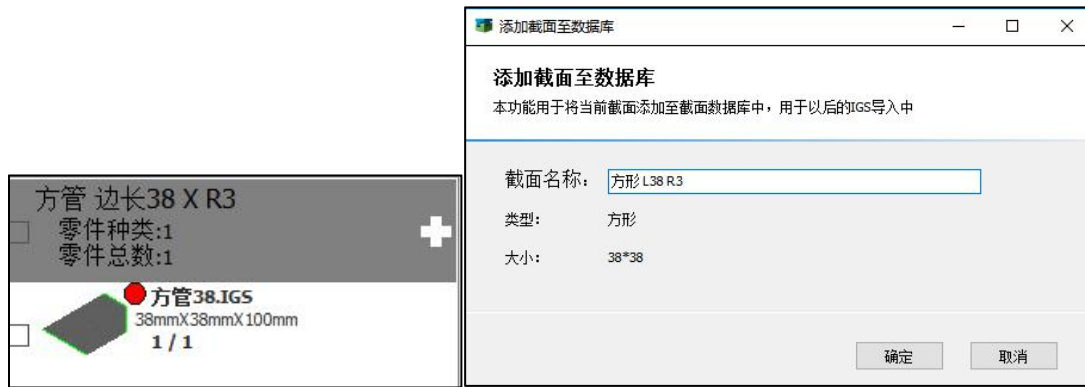 方管 边长38 X R3
零件种类:1
零件总数:1
方管38.IGS
38mmX38mmX100mm
1 / 1
添加截面至数据库
添加截面至数据库
本功能用于将当前截面添加至截面数据库中，用于以后的IGS导入中
截面名称： 方形 L38 R3
类型： 方形
大小： 38*38
确定 取消